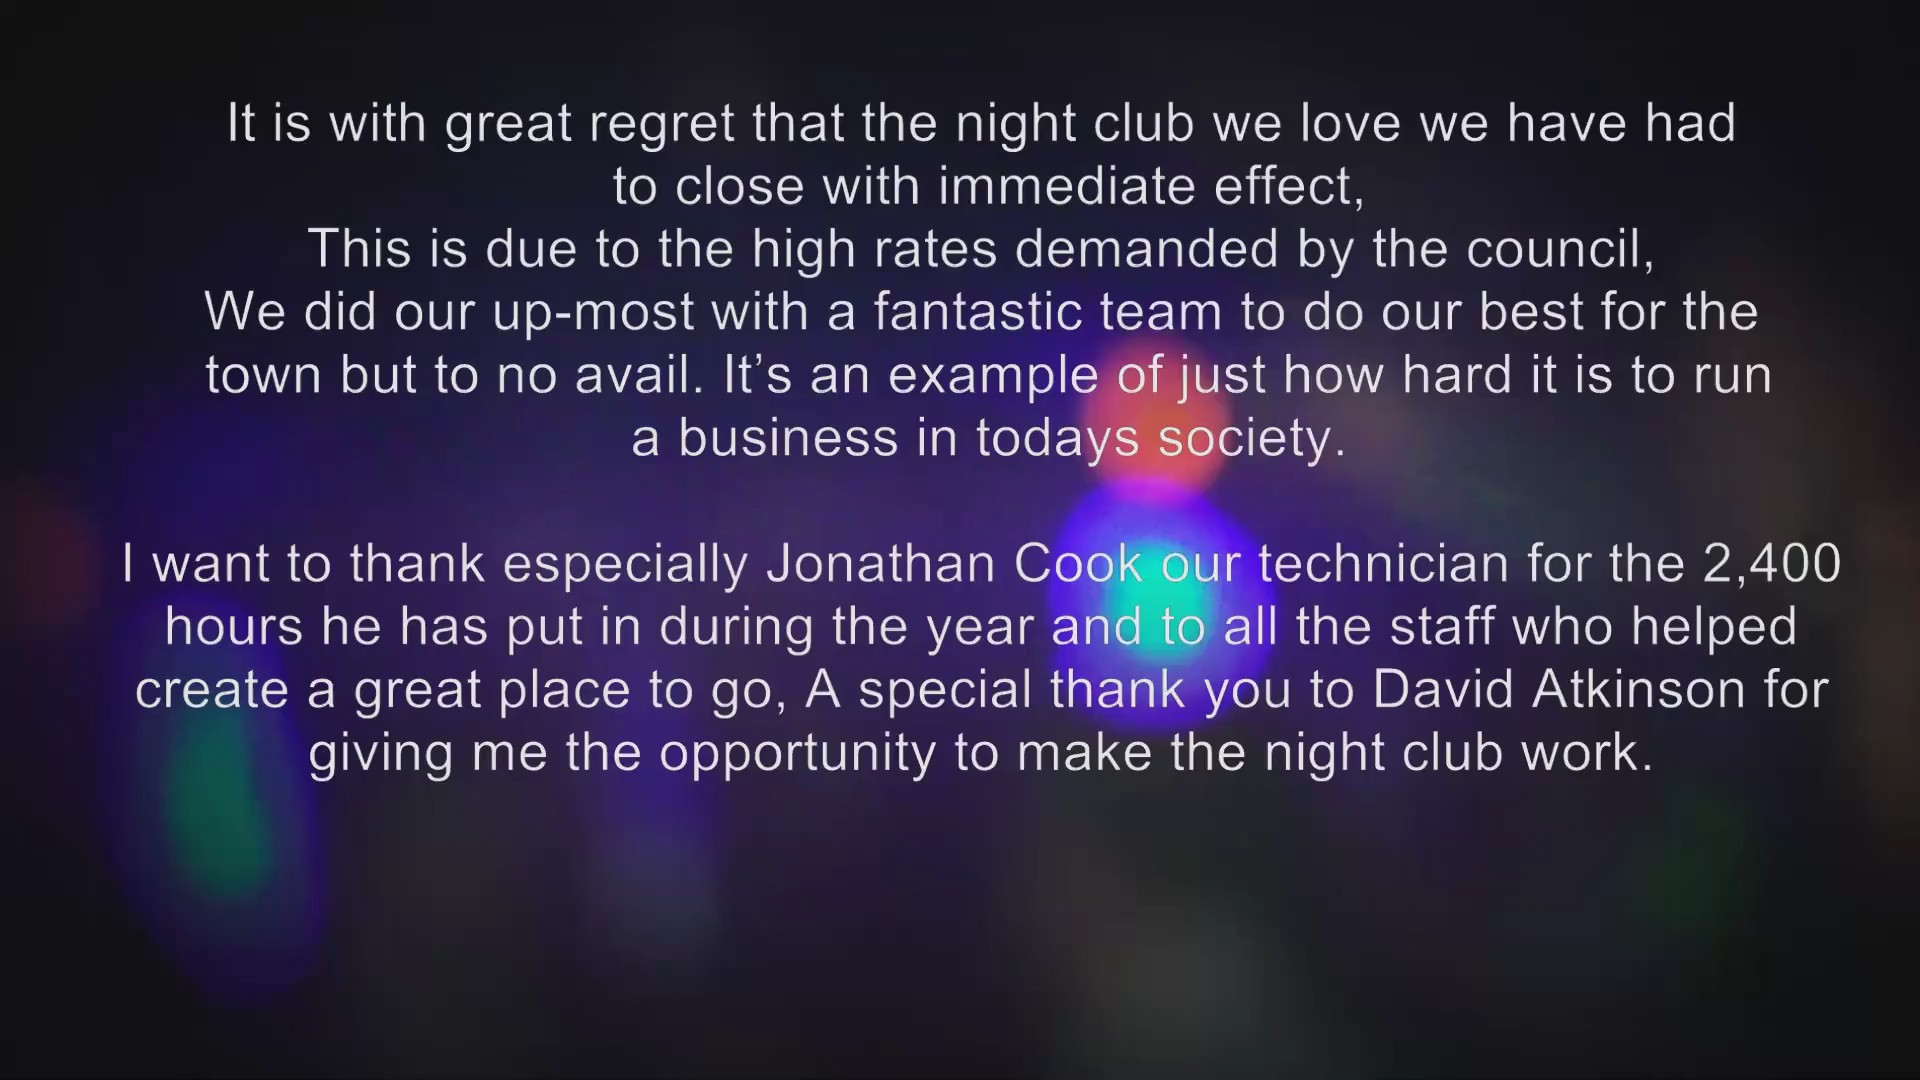 It is with great regret that the night club we love we have had
to close with immediate effect,
This is due to the high rates demanded by the council,
We did our up-most with a fantastic team to do our best for the
town but to no avail. It’s an example of just how hard it is to run
a business in todays society.
I want to thank especially Jonathan Cook our technician for the 2,400
hours he has put in during the year and to all the staff who helped
create a great place to go, A special thank you to David Atkinson for
giving me the opportunity to make the night club work.